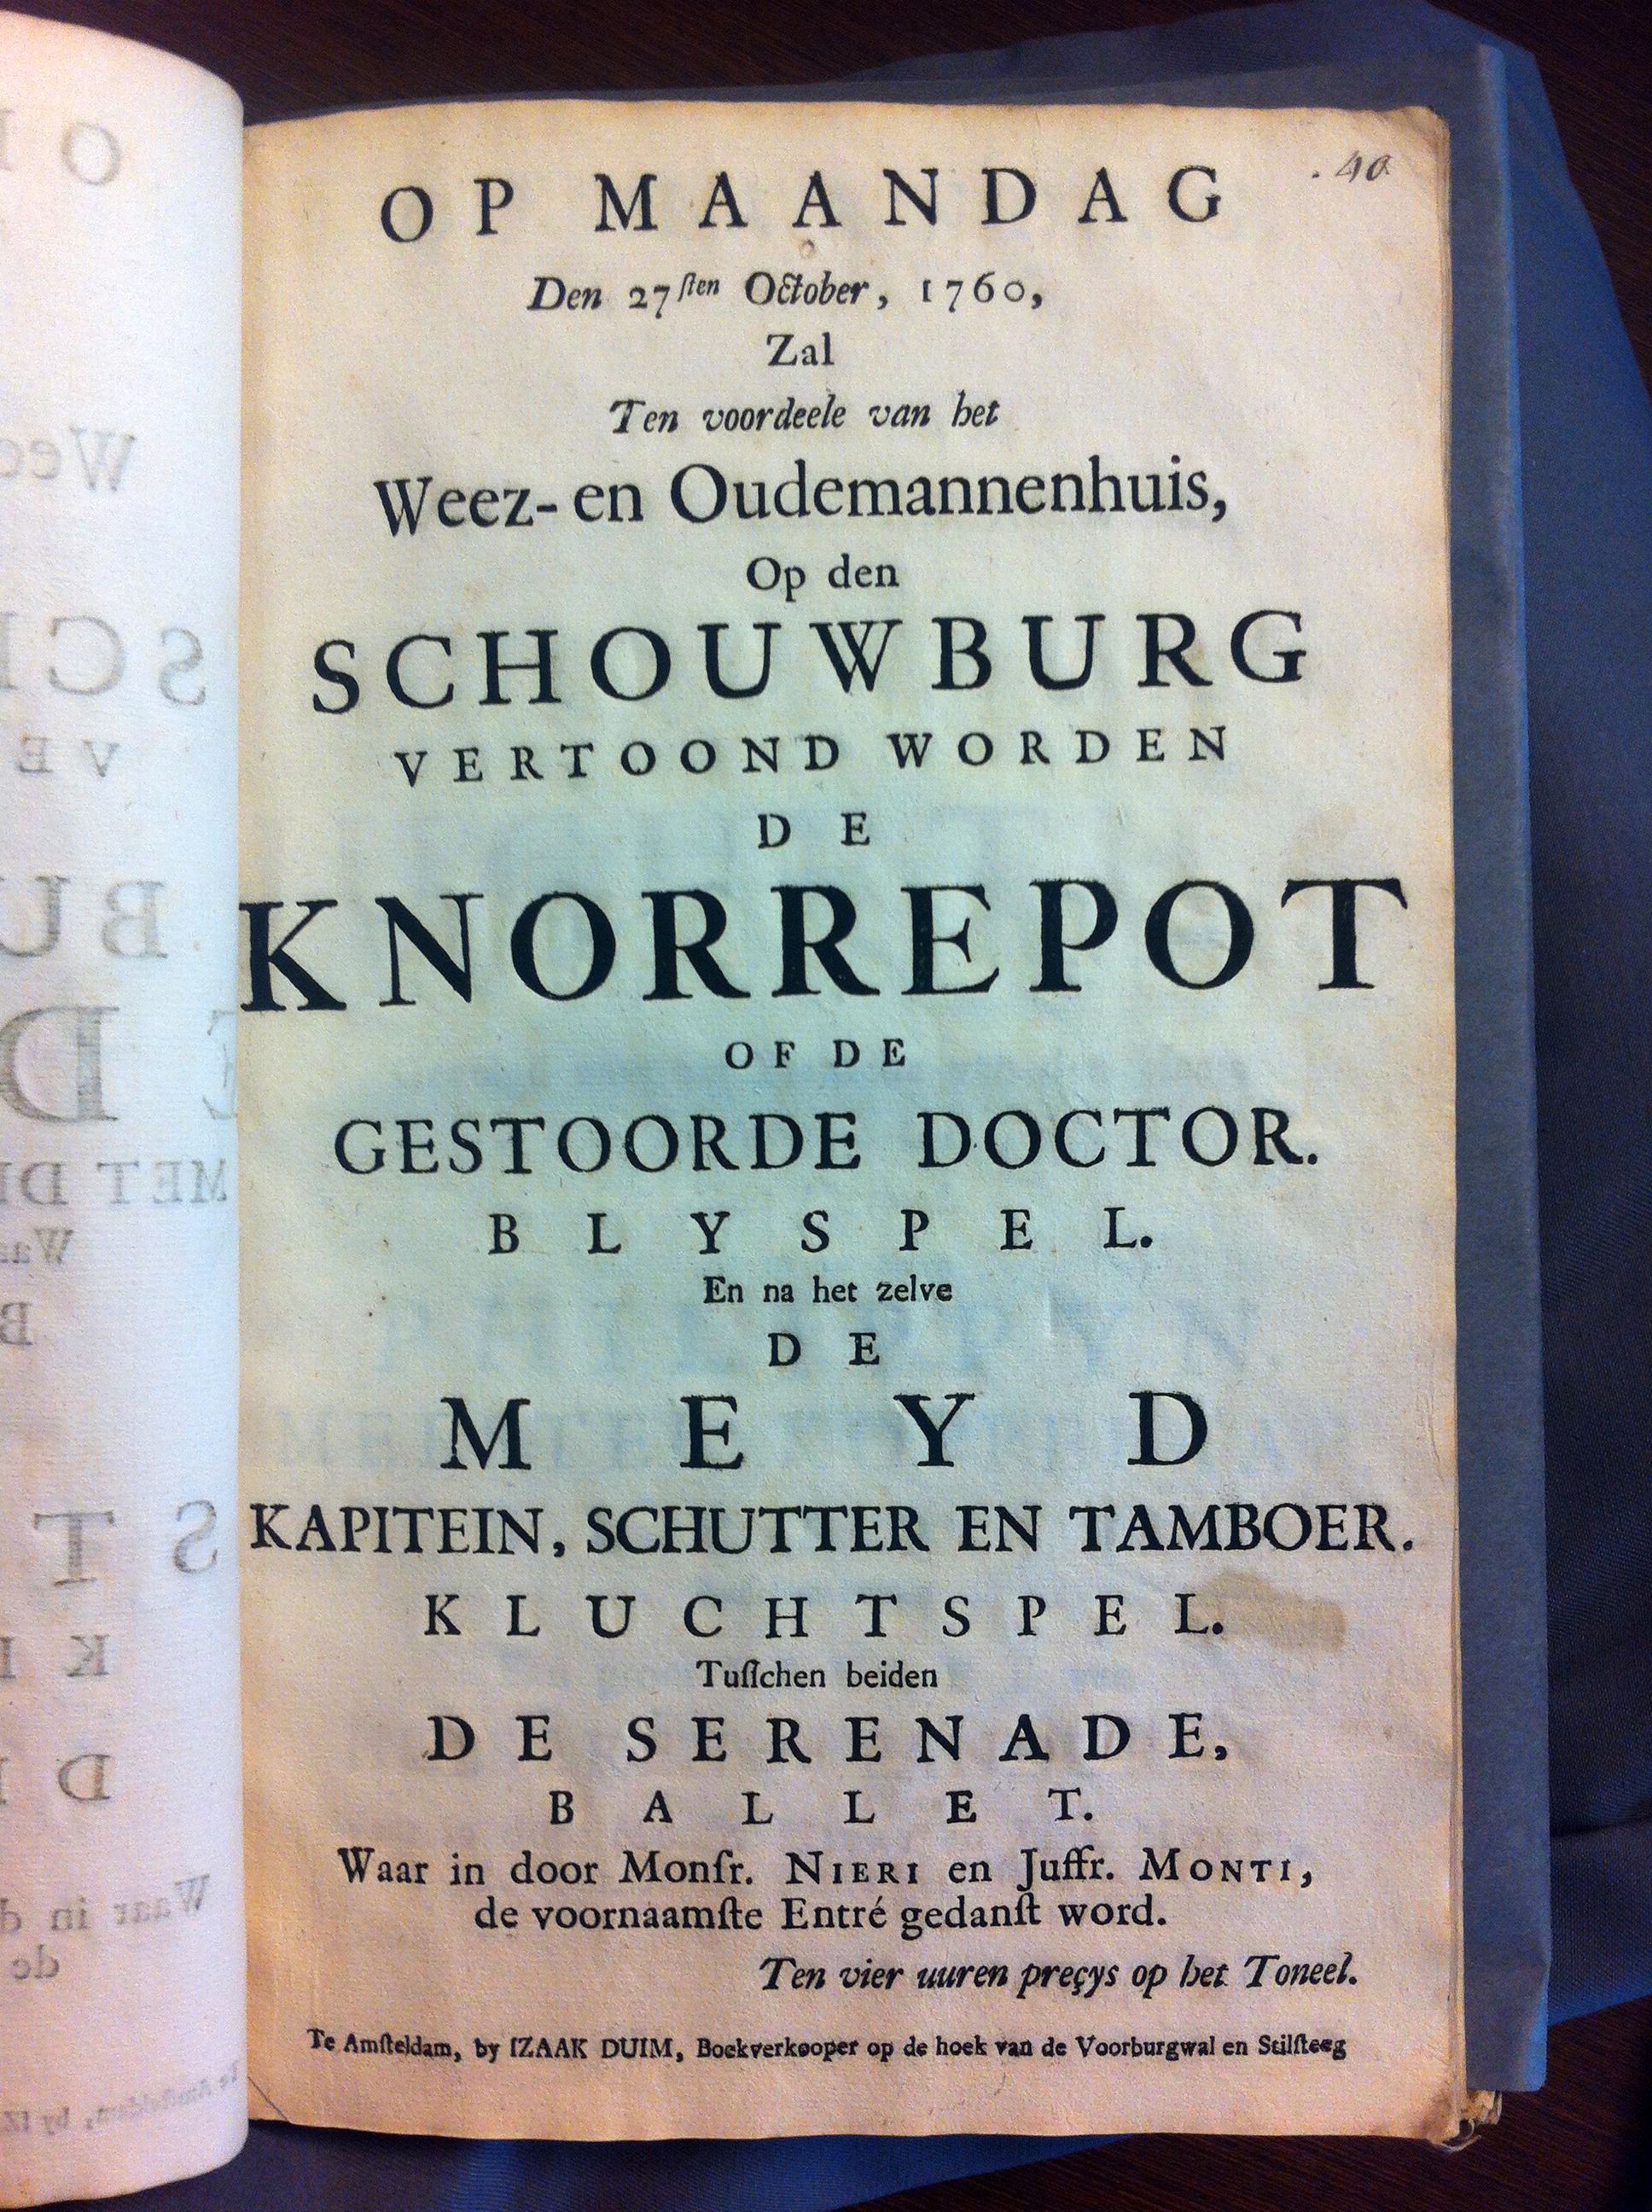 . 40
OP MAANDAG
Den 27ſten October, 1760,
Zal
Ten voordeele van het
Weez- en Oudemannenhuis,
Op den
SCHOUWBURG
VERTOOND WORDEN
DE
KNORREPOT
OF DE
GESTOORDE DOCTOR.
BLYSPEL.
En na het zelve
DE
MEYD
KAPITEIN, SCHUTTER EN TAMBOER.
KLUCHTSPEL.
Tuſſchen beiden
DE SERENADE,
BALLET.
Waar in door Monſr. NIERI en Juffr. MONTI,
de voornaamſte Entré gedanſt word.
Ten vier uuren preçys op het Toneel.
Te Amſteldam, by IZAAK DUIM, Boekverkooper op de hoek van de Voorburgwal en Stilſteeg